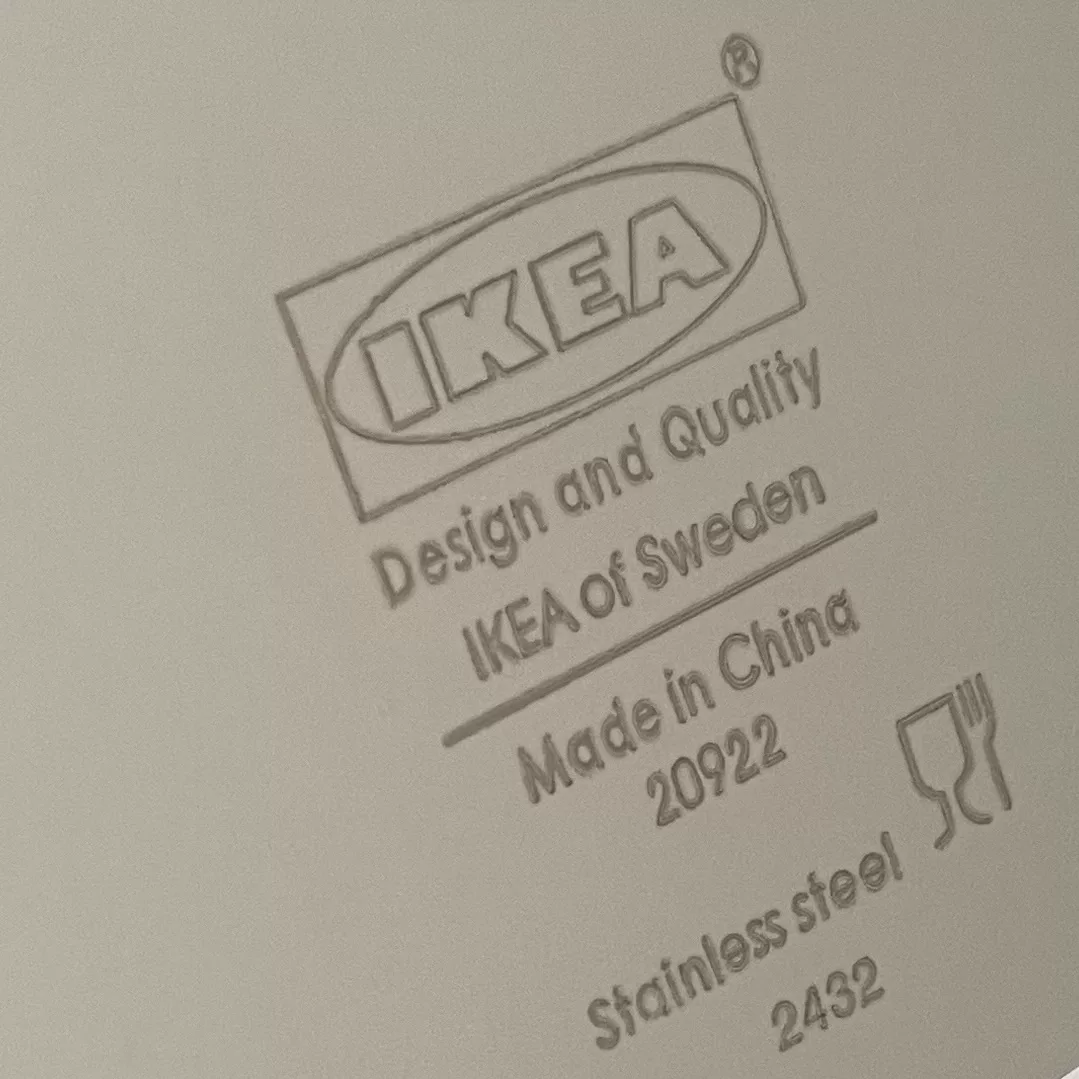 ®
IKEA
Design and Quality
IKEA of Sweden
Made in China
20922
Stainless steel
2432